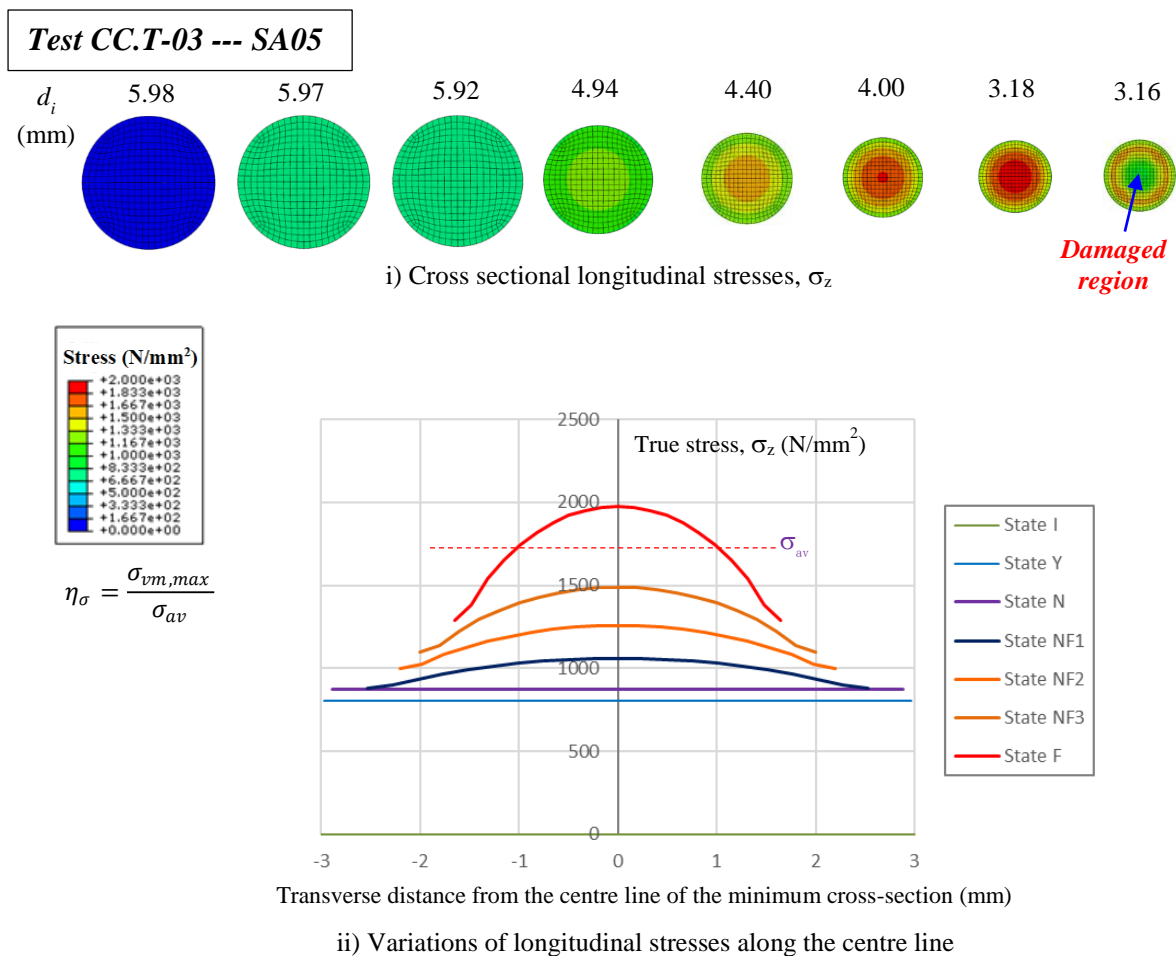 Test CC.T-03 --- SA05
d_i 5.98 5.97 5.92 4.94 4.40 4.00 3.18 3.16
(mm)
Damaged
region
i) Cross sectional longitudinal stresses, σ_z
Stress (N/mm²)
+2.000e+03
+1.833e+03
+1.667e+03
+1.500e+03
+1.333e+03
+1.167e+03
+1.000e+03
+8.333e+02
+6.667e+02
+5.000e+02
+3.333e+02
+1.667e+02
+0.000e+00
η_σ = σ_vm,max / σ_av
2500
True stress, σ_z (N/mm²)
2000
σ_av
1500
1000
500
0
-3 -2 -1 0 1 2 3
Transverse distance from the centre line of the minimum cross-section (mm)
State I
State Y
State N
State NF1
State NF2
State NF3
State F
ii) Variations of longitudinal stresses along the centre line